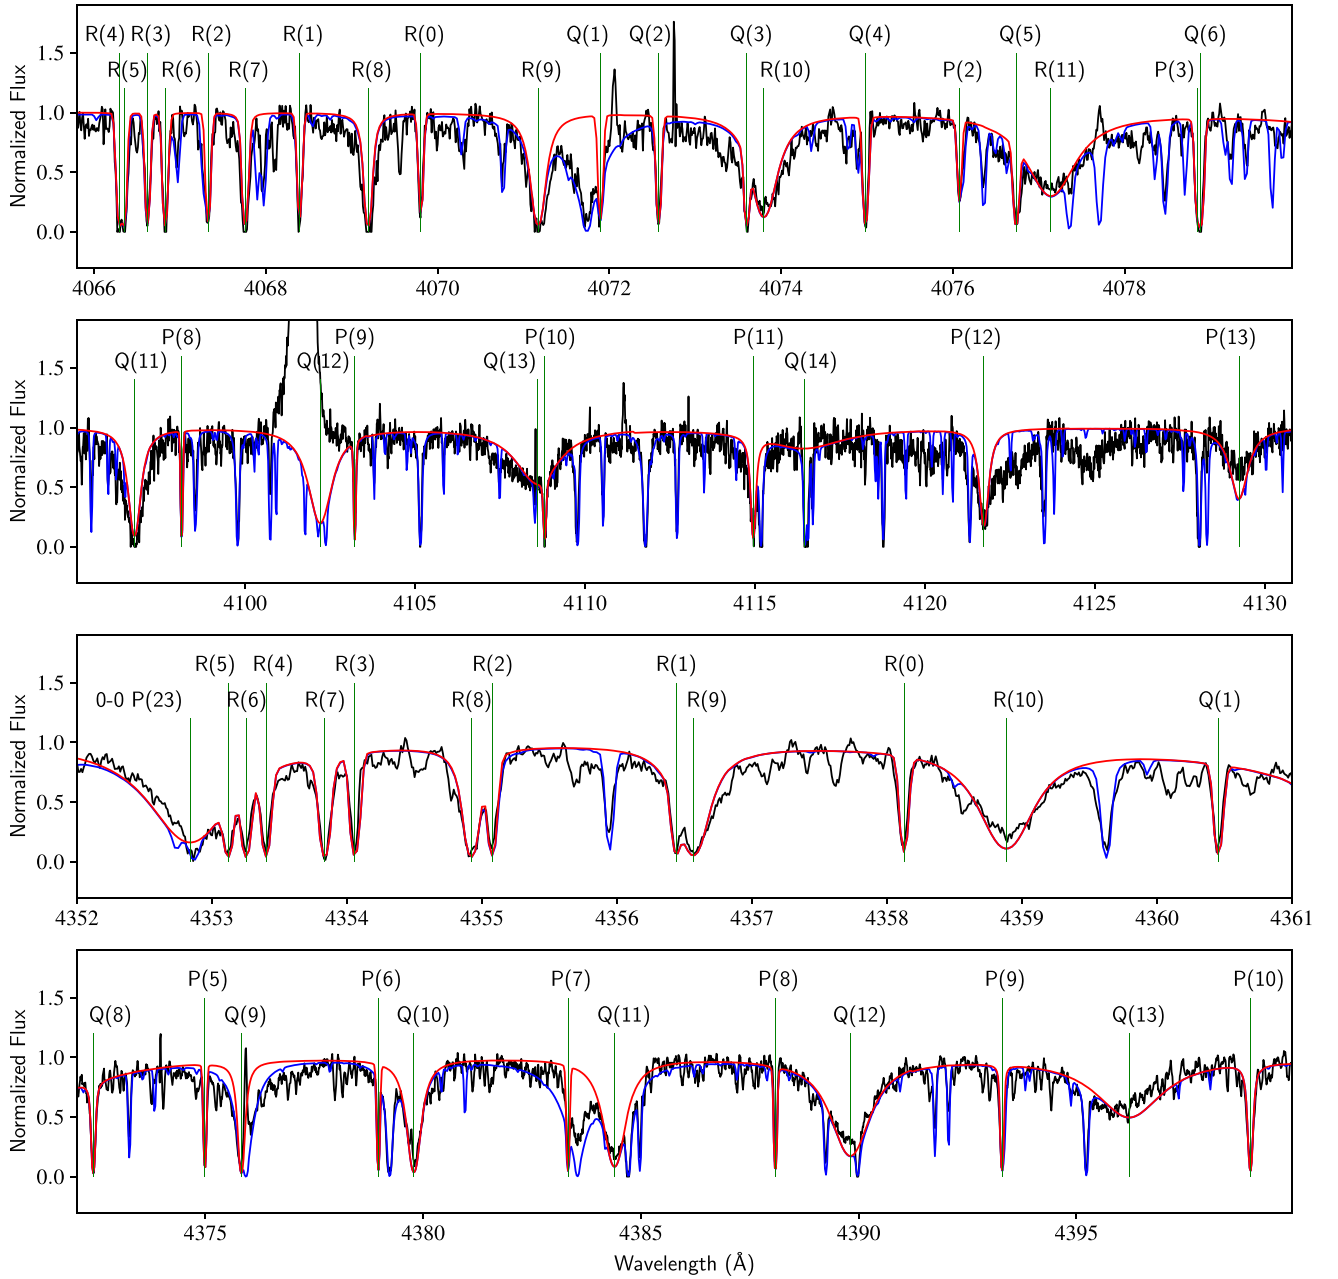 R(4) R(3) R(2) R(1) R(0) Q(1) Q(2) Q(3) Q(4) Q(5) Q(6)
R(5) R(6) R(7) R(8) R(9) R(10) P(2) R(11) P(3)
Normalized Flux
1.5
1.0
0.5
0.0
4066 4068 4070 4072 4074 4076 4078
P(8) P(9) P(10) P(11) P(12) P(13)
Q(11) Q(12) Q(13) Q(14)
Normalized Flux
1.5
1.0
0.5
0.0
4100 4105 4110 4115 4120 4125 4130
R(5) R(4) R(3) R(2) R(1) R(0)
0-0 P(23) R(6) R(7) R(8) R(9) R(10) Q(1)
Normalized Flux
1.5
1.0
0.5
0.0
4352 4353 4354 4355 4356 4357 4358 4359 4360 4361
P(5) P(6) P(7) P(8) P(9) P(10)
Q(8) Q(9) Q(10) Q(11) Q(12) Q(13)
Normalized Flux
1.5
1.0
0.5
0.0
4375 4380 4385 4390 4395
Wavelength (Å)